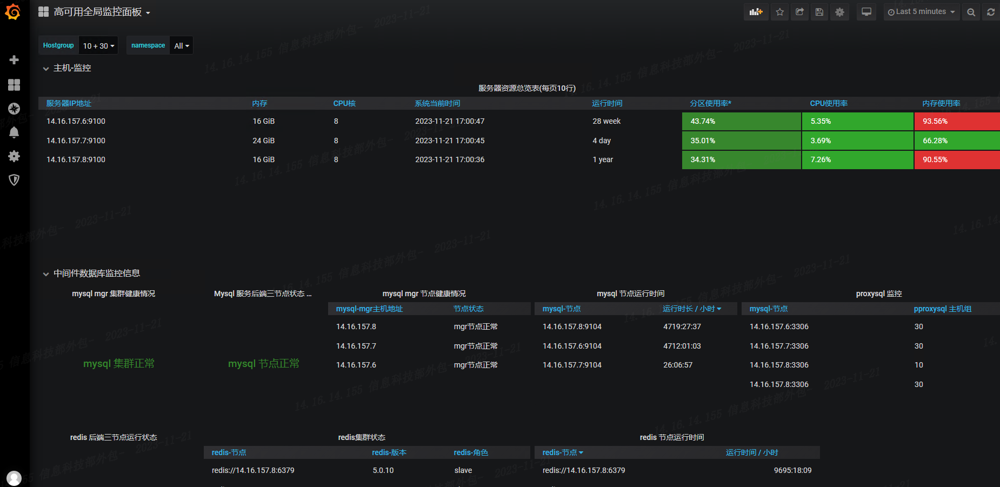 高可用全局监控面板
Last 5 minutes
Hostgroup 10 + 30 namespace All
主机-监控
服务器资源总览表(每页10行)
服务器IP地址 内存 CPU核 系统当前时间 运行时间 分区使用率* CPU使用率 内存使用率
14.16.157.6:9100 16 GiB 8 2023-11-21 17:00:47 28 week 43.74% 5.35% 93.56%
14.16.157.7:9100 24 GiB 8 2023-11-21 17:00:45 4 day 35.01% 3.69% 66.28%
14.16.157.8:9100 16 GiB 8 2023-11-21 17:00:36 1 year 34.31% 7.26% 90.55%
中间件数据库监控信息
mysql mgr 集群健康情况
mysql 集群正常
Mysql 服务后端三节点状态 ...
mysql 节点正常
mysql mgr 节点健康情况
mysql-mgr主机地址 节点状态
14.16.157.8 mgr节点正常
14.16.157.7 mgr节点正常
14.16.157.6 mgr节点正常
mysql 节点运行时间
mysql-节点 运行时长 / 小时
14.16.157.8:9104 4719:27:37
14.16.157.6:9104 4712:01:03
14.16.157.7:9104 26:06:57
proxysql 监控
mysql-节点 pproxysql 主机组
14.16.157.6:3306 30
14.16.157.7:3306 30
14.16.157.8:3306 10
14.16.157.8:3306 30
redis 后端三节点运行状态
redis集群状态
redis-节点 redis-版本 redis-角色
redis://14.16.157.8:6379 5.0.10 slave
redis 节点运行时间
redis-节点 运行时间 / 小时
redis://14.16.157.8:6379 9695:18:09
14.16.14.155 信息科技部外包- 2023-11-21